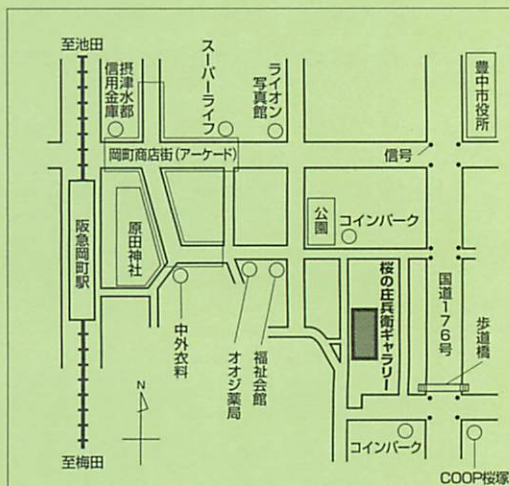 至池田
摂津水都
信用金庫
スーパーライフ
ライオン
写真館
豊中市役所
岡町商店街(アーケード)
信号
阪急岡町駅
原田神社
公園
コインパーク
桜の庄兵衛ギャラリー
国道176号
歩道橋
中外衣料
オオジ薬局
福祉会館
N
至梅田
コインパーク
COOP桜塚